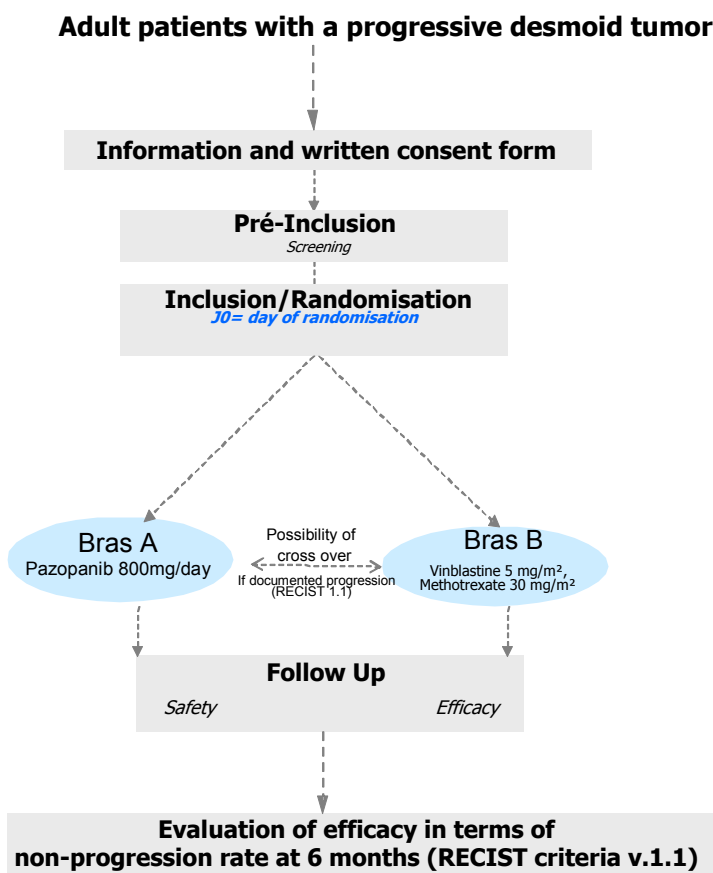 Adult patients with a progressive desmoid tumor
Information and written consent form
Pré-Inclusion
Screening
Inclusion/Randomisation
J0= day of randomisation
Bras A
Pazopanib 800mg/day
Possibility of
cross over
If documented progression
(RECIST 1.1)
Bras B
Vinblastine 5 mg/m²,
Methotrexate 30 mg/m²
Follow Up
Safety
Efficacy
Evaluation of efficacy in terms of
non-progression rate at 6 months (RECIST criteria v.1.1)